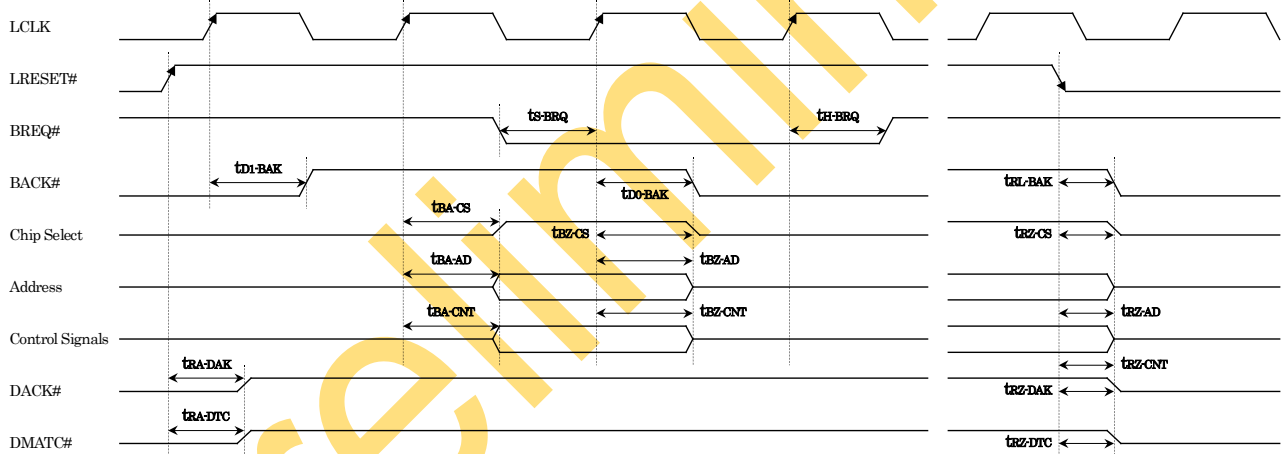 LCLK
LRESET#
BREQ# tS-BRQ tH-BRQ
BACK# tD1-BAK tD0-BAK tRL-BAK
tBA-CS
Chip Select tBZ-CS tRZ-CS
tBA-AD tBZ-AD
Address
tBA-CNT tBZ-CNT tRZ-AD
Control Signals
tRA-DAK tRZ-CNT
DACK# tRZ-DAK
tRA-DTC
DMATC# tRZ-DTC